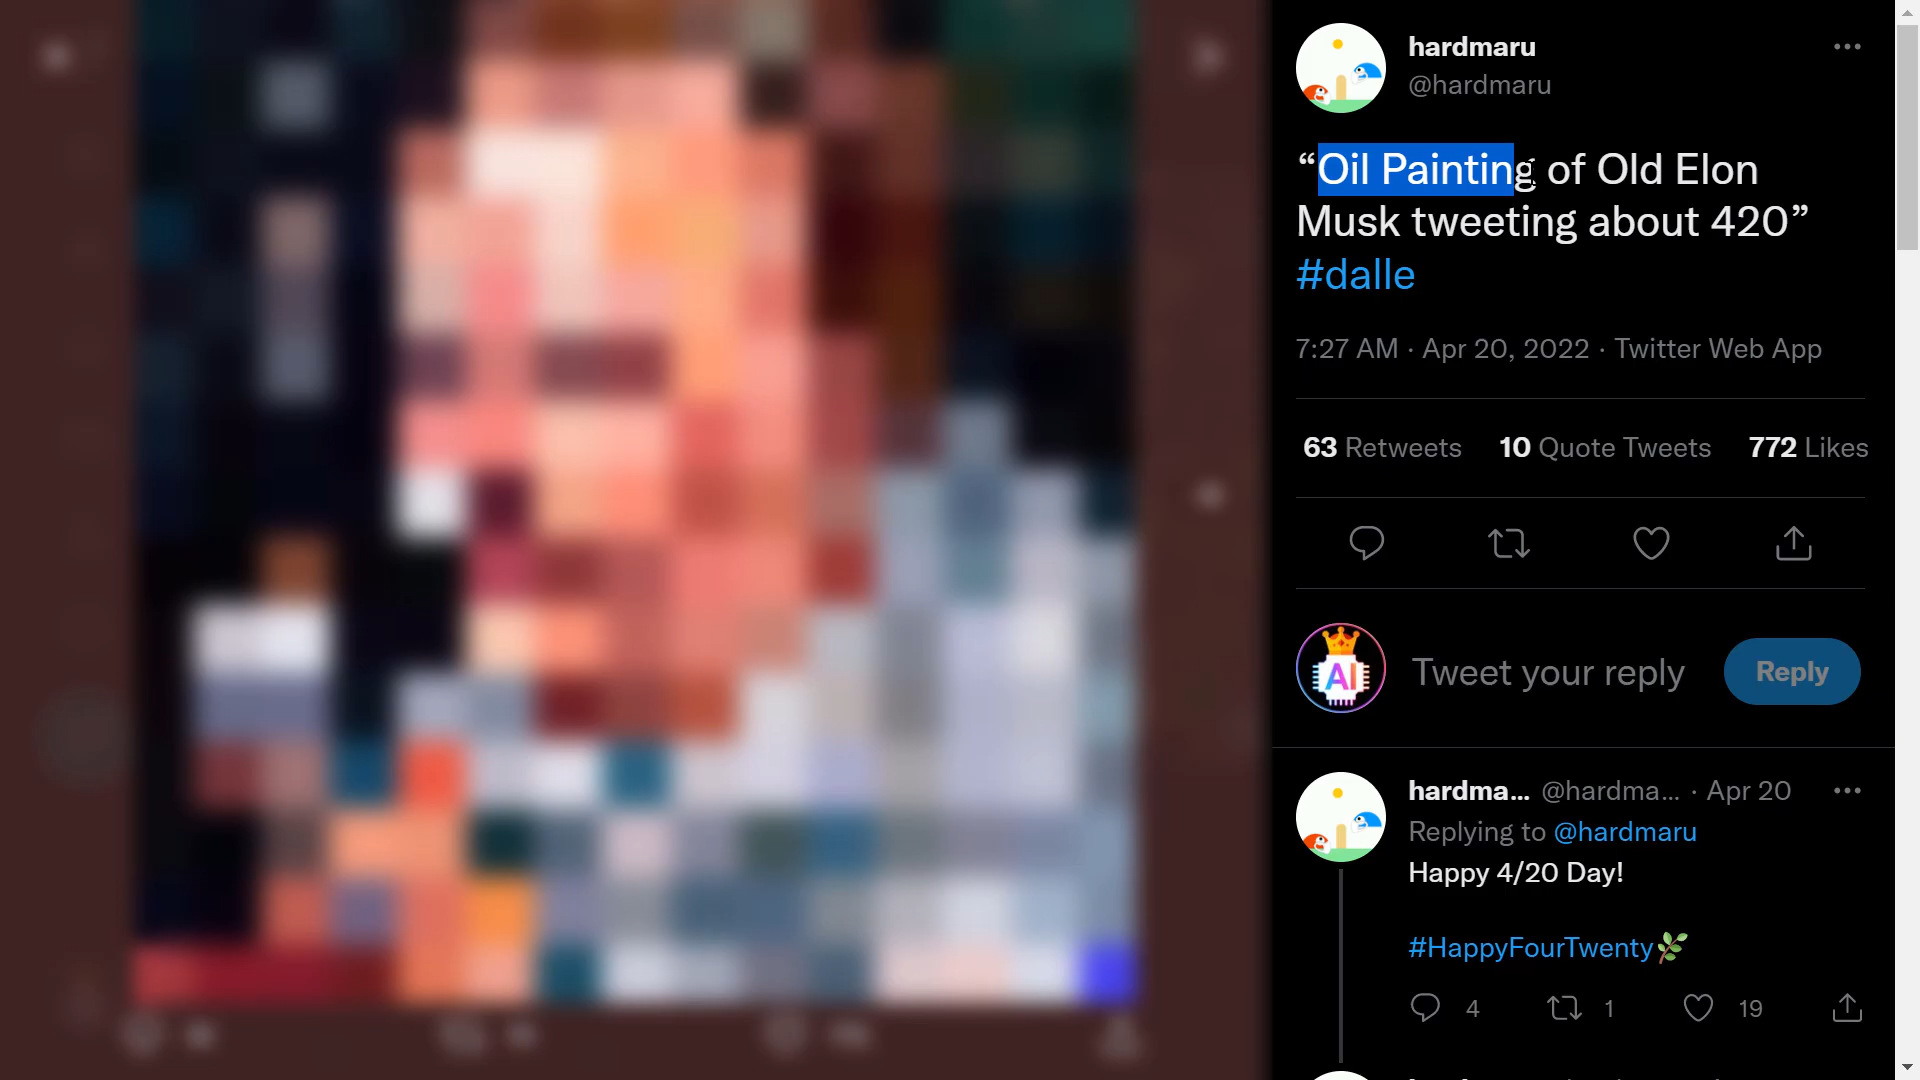 hardmaru
@hardmaru
“Oil Painting of Old Elon
Musk tweeting about 420”
#dalle
7:27 AM · Apr 20, 2022 · Twitter Web App
63 Retweets 10 Quote Tweets 772 Likes
AI
Tweet your reply
Reply
hardma... @hardma... · Apr 20
Replying to @hardmaru
Happy 4/20 Day!
#HappyFourTwenty
4 1 19